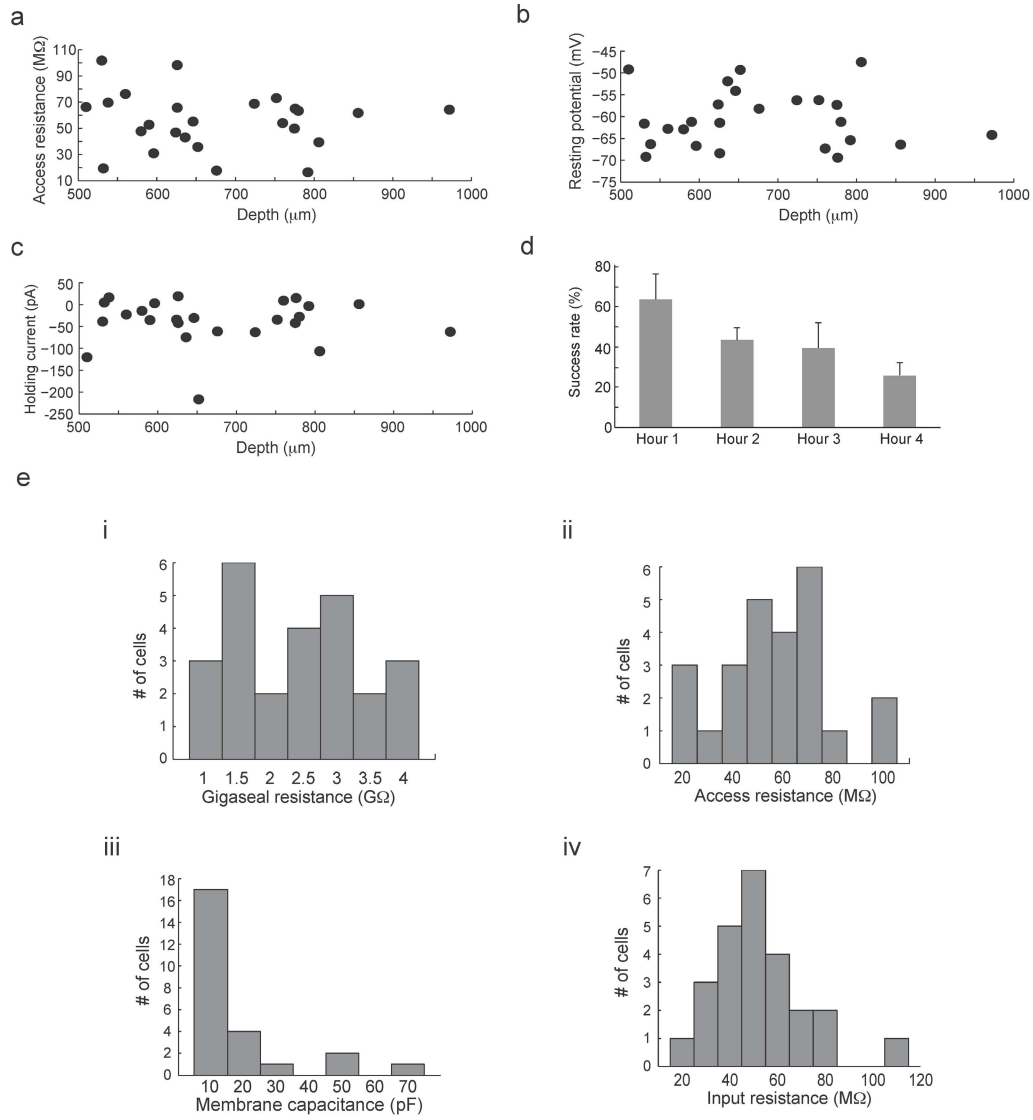 a
Access resistance (MΩ)
110
90
70
50
30
10
500 600 700 800 900 1000
Depth (μm)
b
Resting potential (mV)
−45
−50
−55
−60
−65
−70
−75
500 600 700 800 900 1000
Depth (μm)
c
Holding current (pA)
50
0
−50
−100
−150
−200
-250
500 600 700 800 900 1000
Depth (μm)
d
Success rate (%)
80
60
40
20
0
Hour 1 Hour 2 Hour 3 Hour 4
e
i
# of cells
6
5
4
3
2
1
0
1 1.5 2 2.5 3 3.5 4
Gigaseal resistance (GΩ)
ii
# of cells
6
5
4
3
2
1
0
20 40 60 80 100
Access resistance (MΩ)
iii
# of cells
18
16
14
12
10
8
6
4
2
0
10 20 30 40 50 60 70
Membrane capacitance (pF)
iv
# of cells
7
6
5
4
3
2
1
0
20 40 60 80 100 120
Input resistance (MΩ)